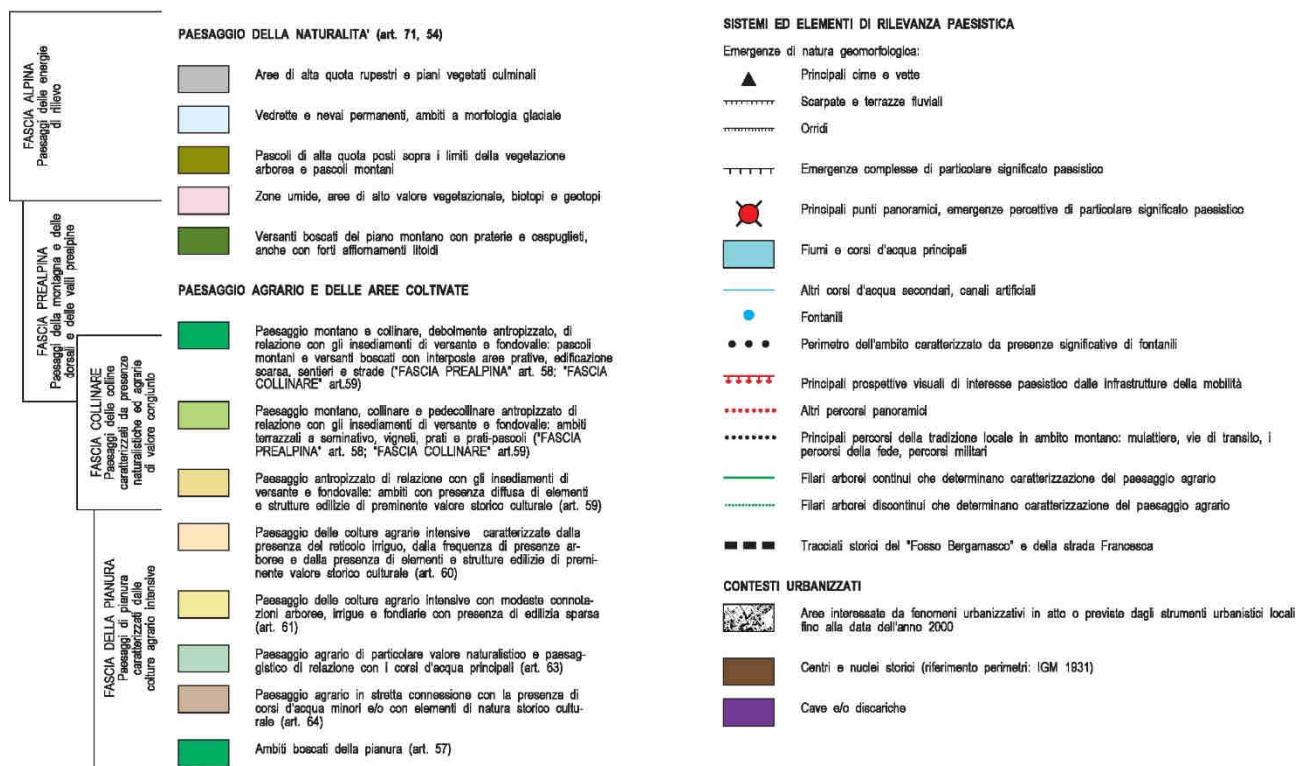 FASCIA ALPINA
Paesaggi delle energie
di rilievo
FASCIA PREALPINA
Paesaggi della montagna e delle
dorsali e delle valli prealpine
FASCIA COLLINARE
Paesaggi delle colline
caratterizzati da presenze
naturalistiche ed agrarie
di valore congiunto
FASCIA DELLA PIANURA
Paesaggi di pianura
caratterizzati dalle
colture agrario intensive
PAESAGGIO DELLA NATURALITA' (art. 71, 54)
Aree di alta quota rupestri e piani vegetati culminali
Vedrette e nevai permanenti, ambiti a morfologia glaciale
Pascoli di alta quota posti sopra i limiti della vegetazione
arborea e pascoli montani
Zone umide, aree di alto valore vegetazionale, biotopi e geotopi
Versanti boscati del piano montano con praterie e cespuglieti,
anche con forti affiornamenti litoidi
PAESAGGIO AGRARIO E DELLE AREE COLTIVATE
Paesaggio montano e collinare, debolmente antropizzato, di
relazione con gli insediamenti di versante e fondovalle: pascoli
montani e versanti boscati con interposte aree prative, edificazione
scarsa, sentieri e strade ("FASCIA PREALPINA" art. 58; "FASCIA
COLLINARE" art.59)
Paesaggio montano, collinare e pedecollinare antropizzato di
relazione con gli insediamenti di versante e fondovalle: ambiti
terrazzati a seminativo, vigneti, prati e prati-pascoli ("FASCIA
PREALPINA" art. 58; "FASCIA COLLINARE" art.59)
Paesaggio antropizzato di relazione con gli insediamenti di
versante e fondovalle: ambiti con presenza diffusa di elementi
e strutture edilizie di preminente valore storico culturale (art. 59)
Paesaggio delle colture agrarie intensive caratterizzate dalla
presenza del reticolo irriguo, dalla frequenza di presenze ar-
boree e dalla presenza di elementi e strutture edilizie di premi-
nente valore storico culturale (art. 60)
Paesaggio delle colture agrario intensive con modeste connota-
zioni arboree, irrigue e fondiarie con presenza di edilizia sparsa
(art. 61)
Paesaggio agrario di particolare valore naturalistico e paesag-
gistico di relazione con i corsi d'acqua principali (art. 63)
Paesaggio agrario in stretta connessione con la presenza di
corsi d'acqua minori e/o con elementi di natura storico cultu-
rale (art. 64)
Ambiti boscati della pianura (art. 57)
SISTEMI ED ELEMENTI DI RILEVANZA PAESISTICA
Emergenze di natura geomorfologica:
Principali cime e vette
Scarpate e terrazze fluviali
Orridi
Emergenze complesse di particolare significato paesistico
Principali punti panoramici, emergenze percettive di particolare significato paesistico
Fiumi e corsi d'acqua principali
Altri corsi d'acqua secondari, canali artificiali
Fontanili
Perimetro dell'ambito caratterizzato da presenze significative di fontanili
Principali prospettive visuali di interesse paesistico dalle infrastrutture della mobilità
Altri percorsi panoramici
Principali percorsi della tradizione locale in ambito montano: mulattiere, vie di transito, i
percorsi della fede, percorsi militari
Filari arborei continui che determinano caratterizzazione del paesaggio agrario
Filari arborei discontinui che determinano caratterizzazione del paesaggio agrario
Tracciati storici del "Fosso Bergamasco" e della strada Francesca
CONTESTI URBANIZZATI
Aree interessate da fenomeni urbanizzativi in atto o previste dagli strumenti urbanistici locali
fino alla data dell'anno 2000
Centri e nuclei storici (riferimento perimetri: IGM 1931)
Cave e/o discariche